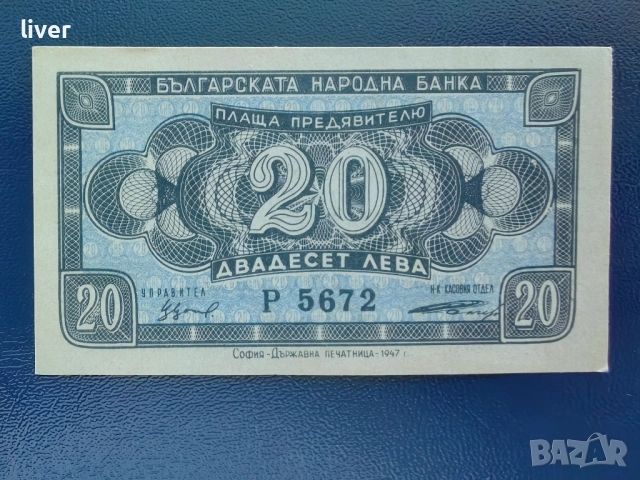 liver
БЪЛГАРСКАТА НАРОДНА БАНКА
ПЛАЩА ПРЕДЯВИТЕЛЮ
20
ДВАДЕСЕТ ЛЕВА
УПРАВИТЕЛ
Р 5672
Н-К КАСОВИЯ ОТДЕЛ
20
20
СОФИЯ - ДЪРЖАВНА ПЕЧАТНИЦА - 1947 Г.
BAZAR